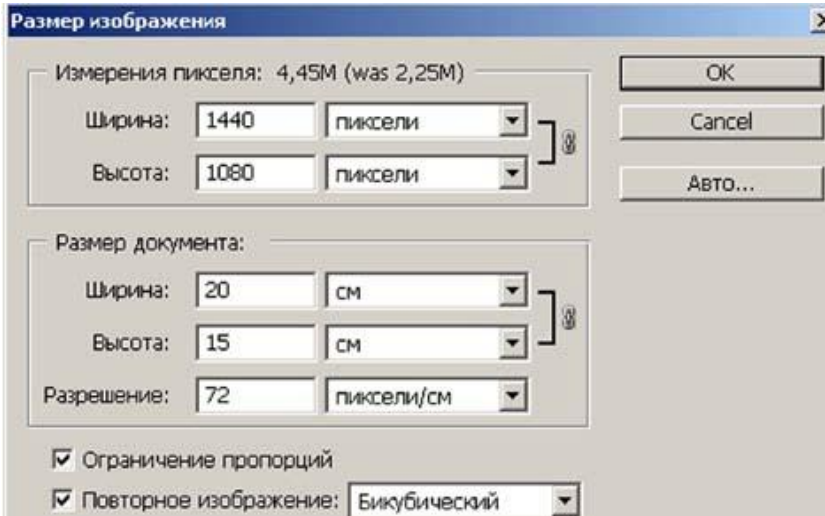 Размер изображения
Измерения пикселя: 4,45M (was 2,25M)
OK
Ширина: 1440 пиксели
Cancel
Высота: 1080 пиксели
Авто...
Размер документа:
Ширина: 20 см
Высота: 15 см
Разрешение: 72 пиксели/см
Ограничение пропорций
Повторное изображение: Бикубический